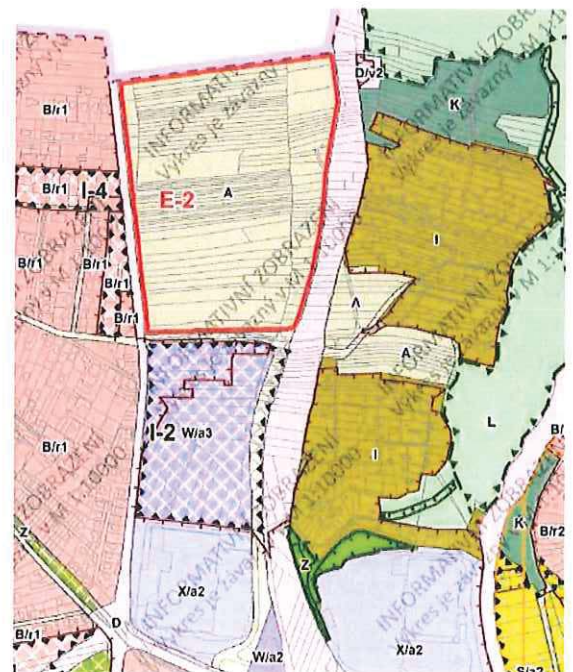 INFORMATIVNÍ ZOBRAZENÍ
Výkres je závazný v M 1:10000
D/v2
K
B/r1
B/r1
I-4
E-2
A
I
B/r1
B/r1
B/r1
A
A
I-2
W/a3
B/r1
I
L
K
B/r2
Z
Z
X/a2
D
B/r1
W/a2
X/a2
S/a2